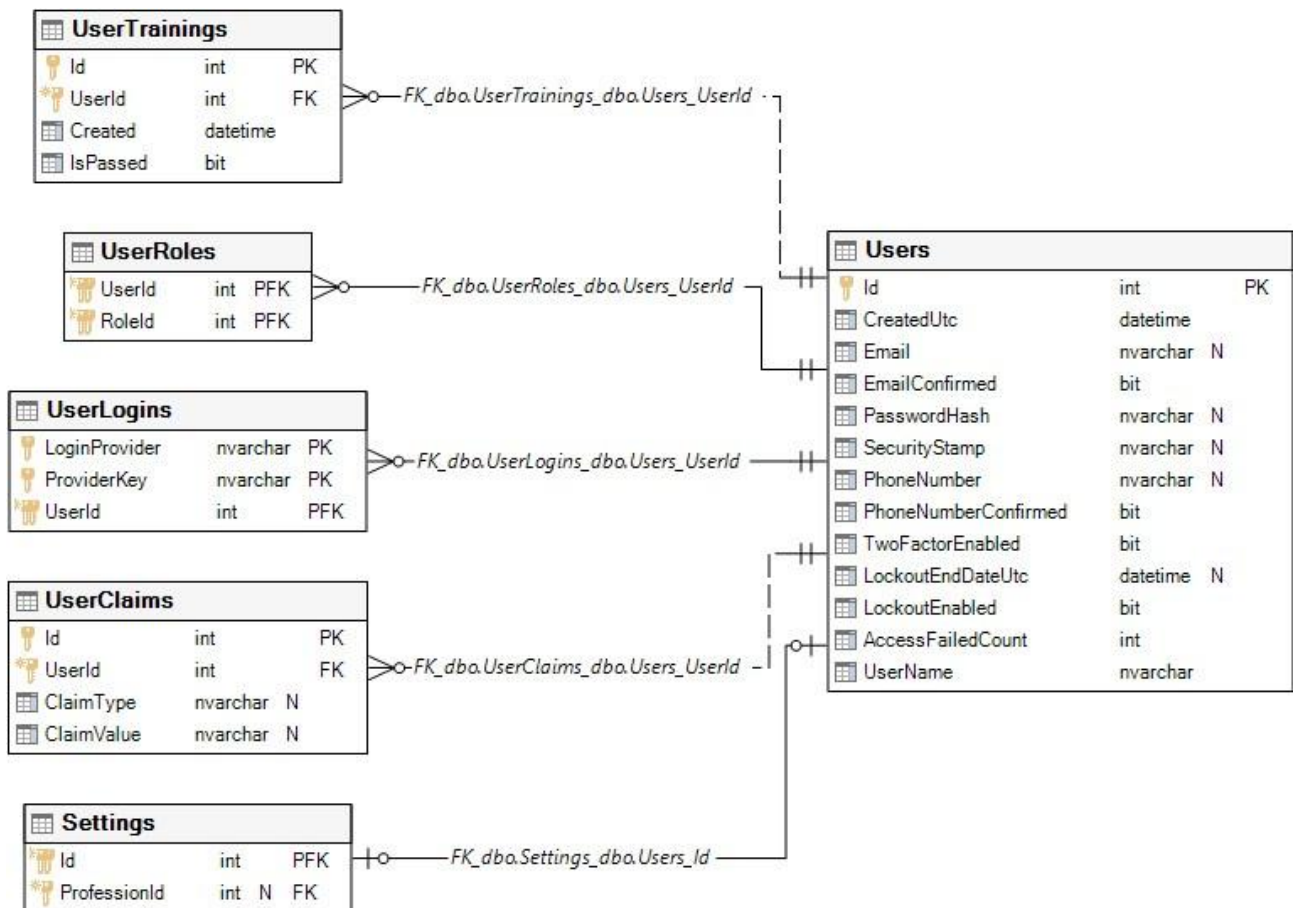 UserTrainings
Id int PK
UserId int FK
Created datetime
IsPassed bit
FK_dbo.UserTrainings_dbo.Users_UserId
UserRoles
UserId int PFK
RoleId int PFK
FK_dbo.UserRoles_dbo.Users_UserId
UserLogins
LoginProvider nvarchar PK
ProviderKey nvarchar PK
UserId int PFK
FK_dbo.UserLogins_dbo.Users_UserId
UserClaims
Id int PK
UserId int FK
ClaimType nvarchar N
ClaimValue nvarchar N
FK_dbo.UserClaims_dbo.Users_UserId
Settings
Id int PFK
ProfessionId int N FK
FK_dbo.Settings_dbo.Users_Id
Users
Id int PK
CreatedUtc datetime
Email nvarchar N
EmailConfirmed bit
PasswordHash nvarchar N
SecurityStamp nvarchar N
PhoneNumber nvarchar N
PhoneNumberConfirmed bit
TwoFactorEnabled bit
LockoutEndDateUtc datetime N
LockoutEnabled bit
AccessFailedCount int
UserName nvarchar